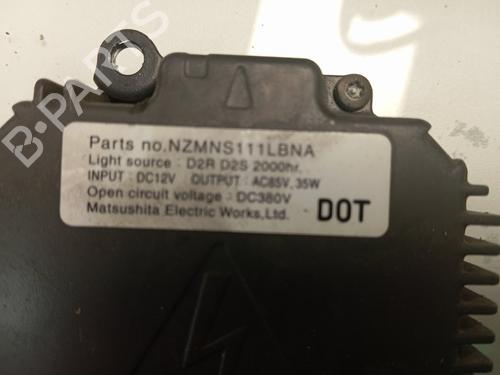 Parts no.NZMNS111LBNA
Light source : D2R D2S 2000hr.
INPUT : DC12V OUTPUT : AC85V, 35W
Open circuit voltage : DC380V
Matsushita Electric Works,Ltd. DOT
B-PARTS